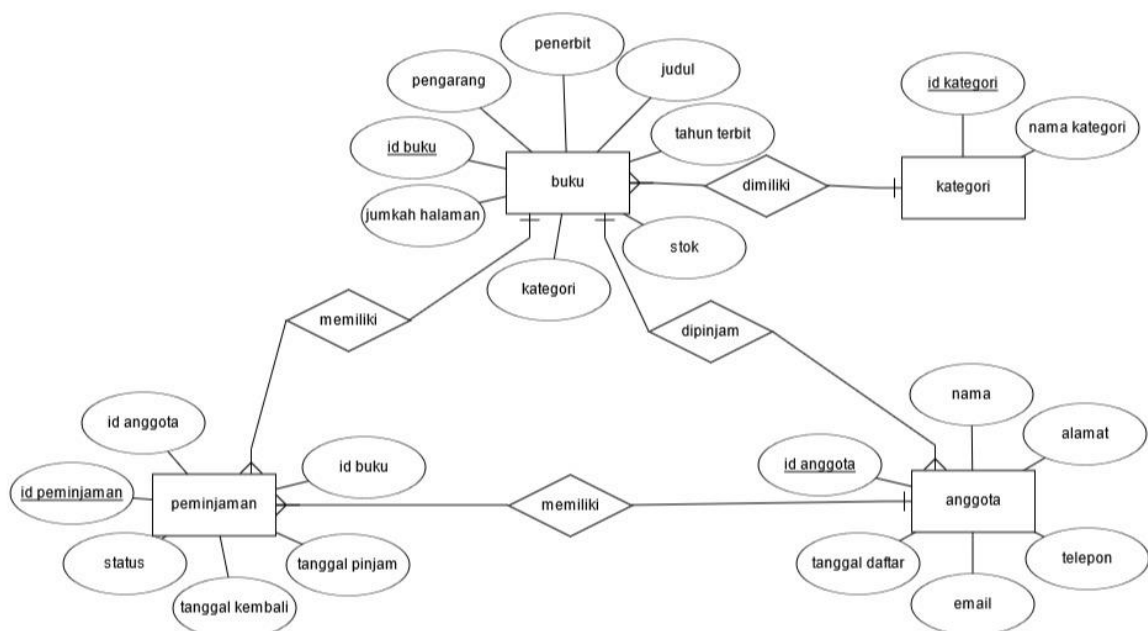 penerbit
judul
pengarang
id kategori
tahun terbit
nama kategori
id buku
buku
dimiliki
kategori
jumkah halaman
stok
kategori
memiliki
dipinjam
nama
id anggota
alamat
id buku
id anggota
id peminjaman
peminjaman
memiliki
anggota
status
tanggal pinjam
tanggal daftar
telepon
tanggal kembali
email